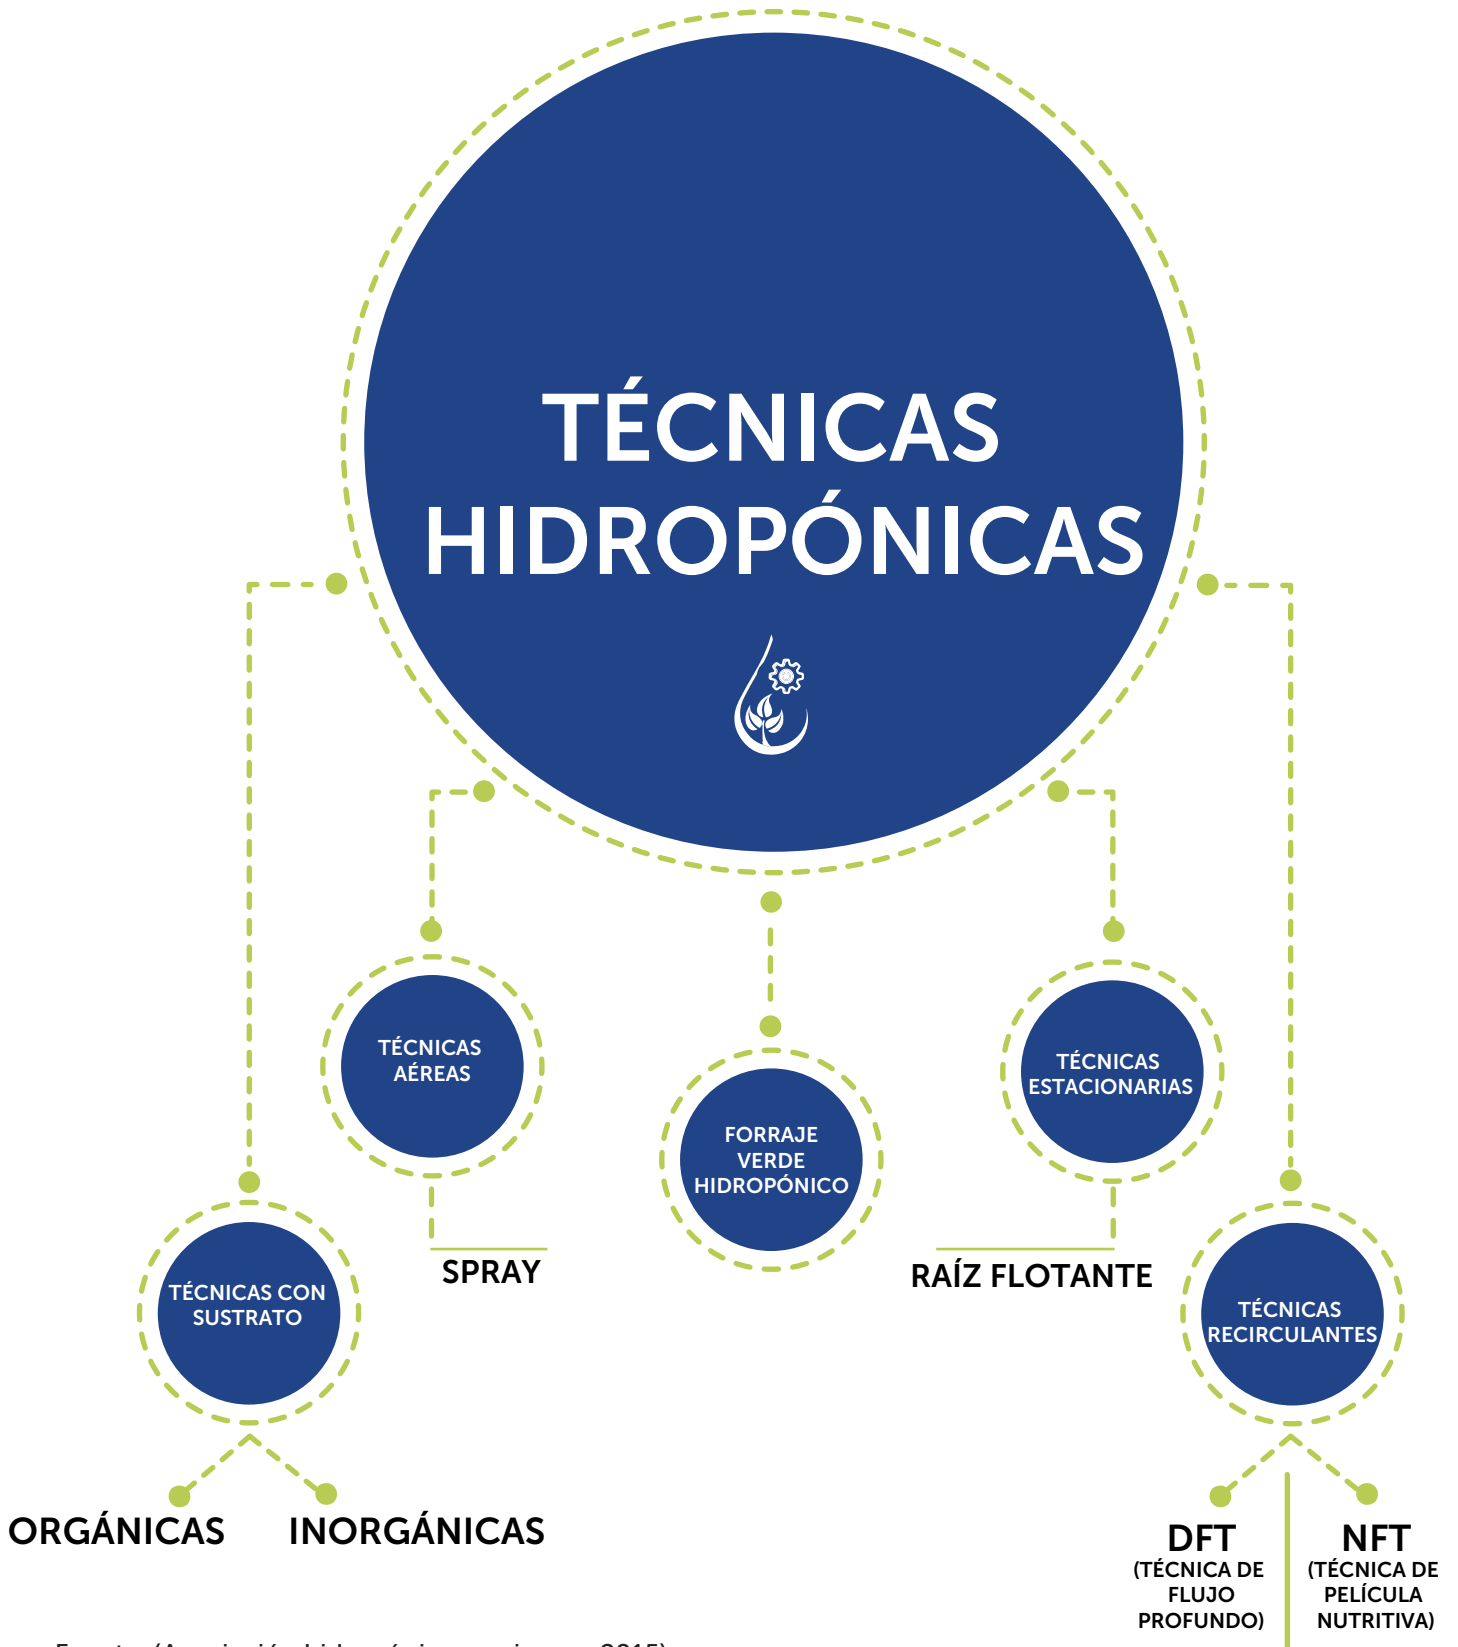 TÉCNICAS
HIDROPÓNICAS
TÉCNICAS
AÉREAS
SPRAY
FORRAJE
VERDE
HIDROPÓNICO
TÉCNICAS
ESTACIONARIAS
RAÍZ FLOTANTE
TÉCNICAS CON
SUSTRATO
ORGÁNICAS
INORGÁNICAS
TÉCNICAS
RECIRCULANTES
DFT
(TÉCNICA DE
FLUJO
PROFUNDO)
NFT
(TÉCNICA DE
PELÍCULA
NUTRITIVA)